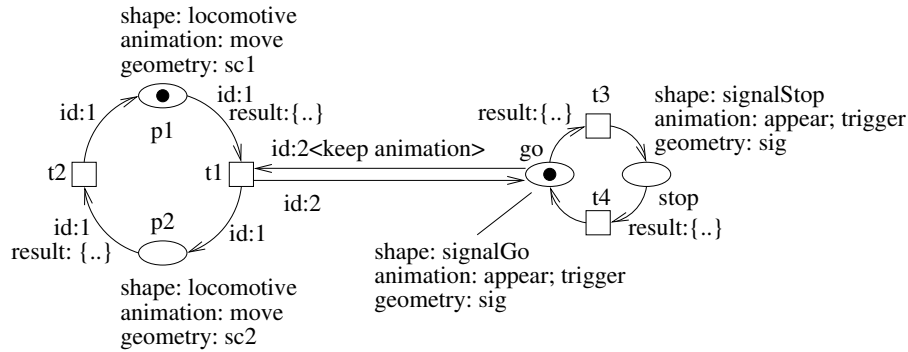 shape: locomotive
animation: move
geometry: sc1
id:1
id:1
result:{..}
p1
t2
t1
id:2<keep animation>
id:2
p2
id:1
result: {..}
id:1
shape: locomotive
animation: move
geometry: sc2
t3
result:{..}
go
shape: signalStop
animation: appear; trigger
geometry: sig
stop
t4
result:{..}
shape: signalGo
animation: appear; trigger
geometry: sig